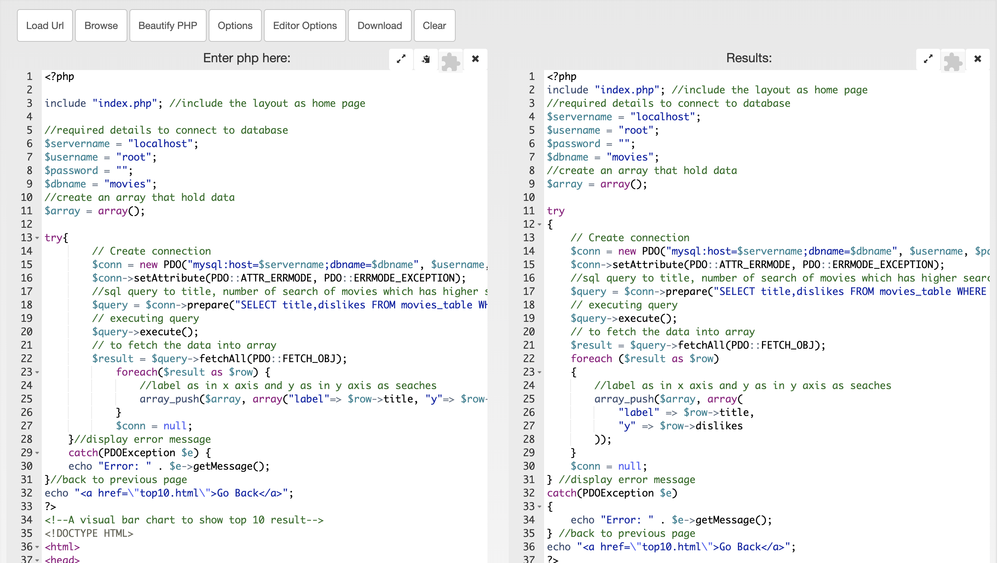 Load Url Browse Beautify PHP Options Editor Options Download Clear
Enter php here:
1 <?php
2
3 include "index.php"; //include the layout as home page
4
5 //required details to connect to database
6 $servername = "localhost";
7 $username = "root";
8 $password = "";
9 $dbname = "movies";
10 //create an array that hold data
11 $array = array();
12
13 try{
14 // Create connection
15 $conn = new PDO("mysql:host=$servername;dbname=$dbname", $username,
16 $conn->setAttribute(PDO::ATTR_ERRMODE, PDO::ERRMODE_EXCEPTION);
17 //sql query to title, number of search of movies which has higher s
18 $query = $conn->prepare("SELECT title,dislikes FROM movies_table WH
19 // executing query
20 $query->execute();
21 // to fetch the data into array
22 $result = $query->fetchAll(PDO::FETCH_OBJ);
23 foreach($result as $row) {
24 //label as in x axis and y as in y axis as seaches
25 array_push($array, array("label"=> $row->title, "y"=> $row-
26 }
27 $conn = null;
28 }//display error message
29 catch(PDOException $e) {
30 echo "Error: " . $e->getMessage();
31 }//back to previous page
32 echo "<a href=\"top10.html\">Go Back</a>";
33 ?>
34 <!--A visual bar chart to show top 10 result-->
35 <!DOCTYPE HTML>
36 <html>
37 <head>
Results:
1 <?php
2 include "index.php"; //include the layout as home page
3 //required details to connect to database
4 $servername = "localhost";
5 $username = "root";
6 $password = "";
7 $dbname = "movies";
8 //create an array that hold data
9 $array = array();
10
11 try
12 {
13 // Create connection
14 $conn = new PDO("mysql:host=$servername;dbname=$dbname", $username, $pa
15 $conn->setAttribute(PDO::ATTR_ERRMODE, PDO::ERRMODE_EXCEPTION);
16 //sql query to title, number of search of movies which has higher searc
17 $query = $conn->prepare("SELECT title,dislikes FROM movies_table WHERE
18 // executing query
19 $query->execute();
20 // to fetch the data into array
21 $result = $query->fetchAll(PDO::FETCH_OBJ);
22 foreach ($result as $row)
23 {
24 //label as in x axis and y as in y axis as seaches
25 array_push($array, array(
26 "label" => $row->title,
27 "y" => $row->dislikes
28 ));
29 }
30 $conn = null;
31 } //display error message
32 catch(PDOException $e)
33 {
34 echo "Error: " . $e->getMessage();
35 } //back to previous page
36 echo "<a href=\"top10.html\">Go Back</a>";
37 ?>